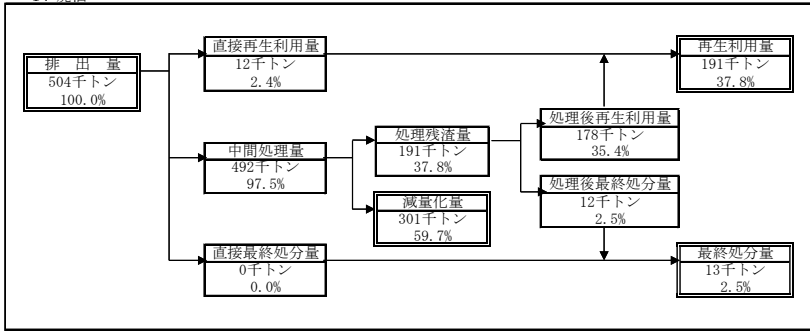 直接再生利用量
12千トン
2.4%
再生利用量
191千トン
37.8%
排 出 量
504千トン
100.0%
処理後再生利用量
178千トン
35.4%
中間処理量
492千トン
97.5%
処理残渣量
191千トン
37.8%
減量化量
301千トン
59.7%
処理後最終処分量
12千トン
2.5%
直接最終処分量
0千トン
0.0%
最終処分量
13千トン
2.5%